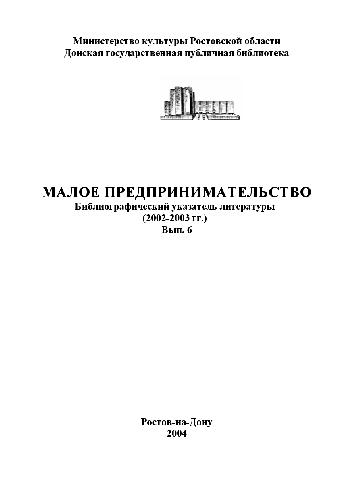 Министерство культуры Ростовской области
Донская государственная публичная библиотека
МАЛОЕ ПРЕДПРИНИМАТЕЛЬСТВО
Библиографический указатель литературы
(2002-2003 гг.)
Вып. 6
Ростов-на-Дону
2004